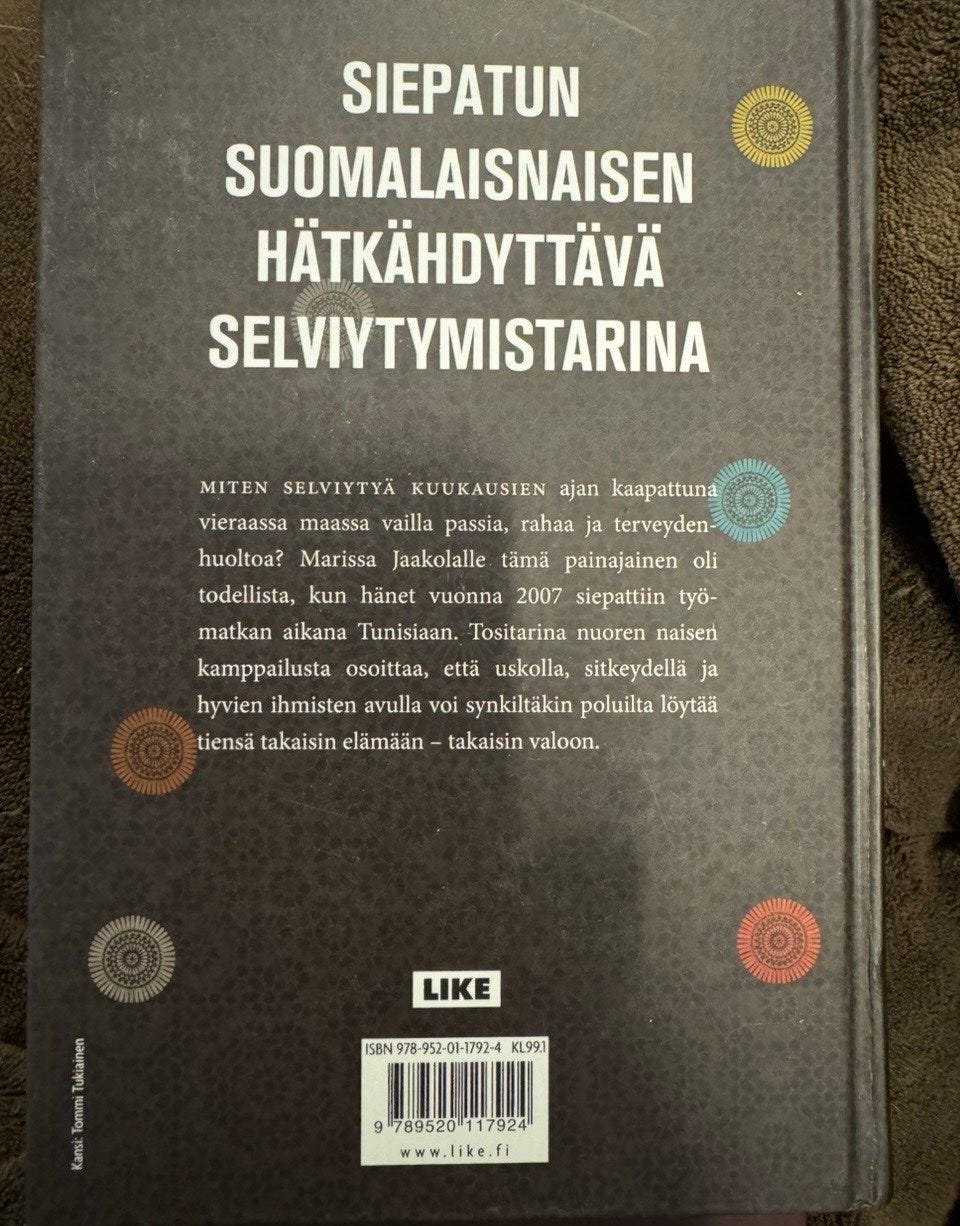 SIEPATUN
SUOMALAISNAISEN
HÄTKÄHDYTTÄVÄ
SELVIYTYMISTARINA
MITEN SELVIYTYÄ KUUKAUSIEN ajan kaapattuna
vieraassa maassa vailla passia, rahaa ja terveyden-
huoltoa? Marissa Jaakolalle tämä painajainen oli
todellista, kun hänet vuonna 2007 siepattiin työ-
matkan aikana Tunisiaan. Tositarina nuoren naisen
kamppailusta osoittaa, että uskolla, sitkeydellä ja
hyvien ihmisten avulla voi synkiltäkin poluilta löytää
tiensä takaisin elämään – takaisin valoon.
LIKE
ISBN 978-952-01-1792-4 KL99.1
9 789520 117924
www.like.fi
Kansi: Tommi Tukiainen